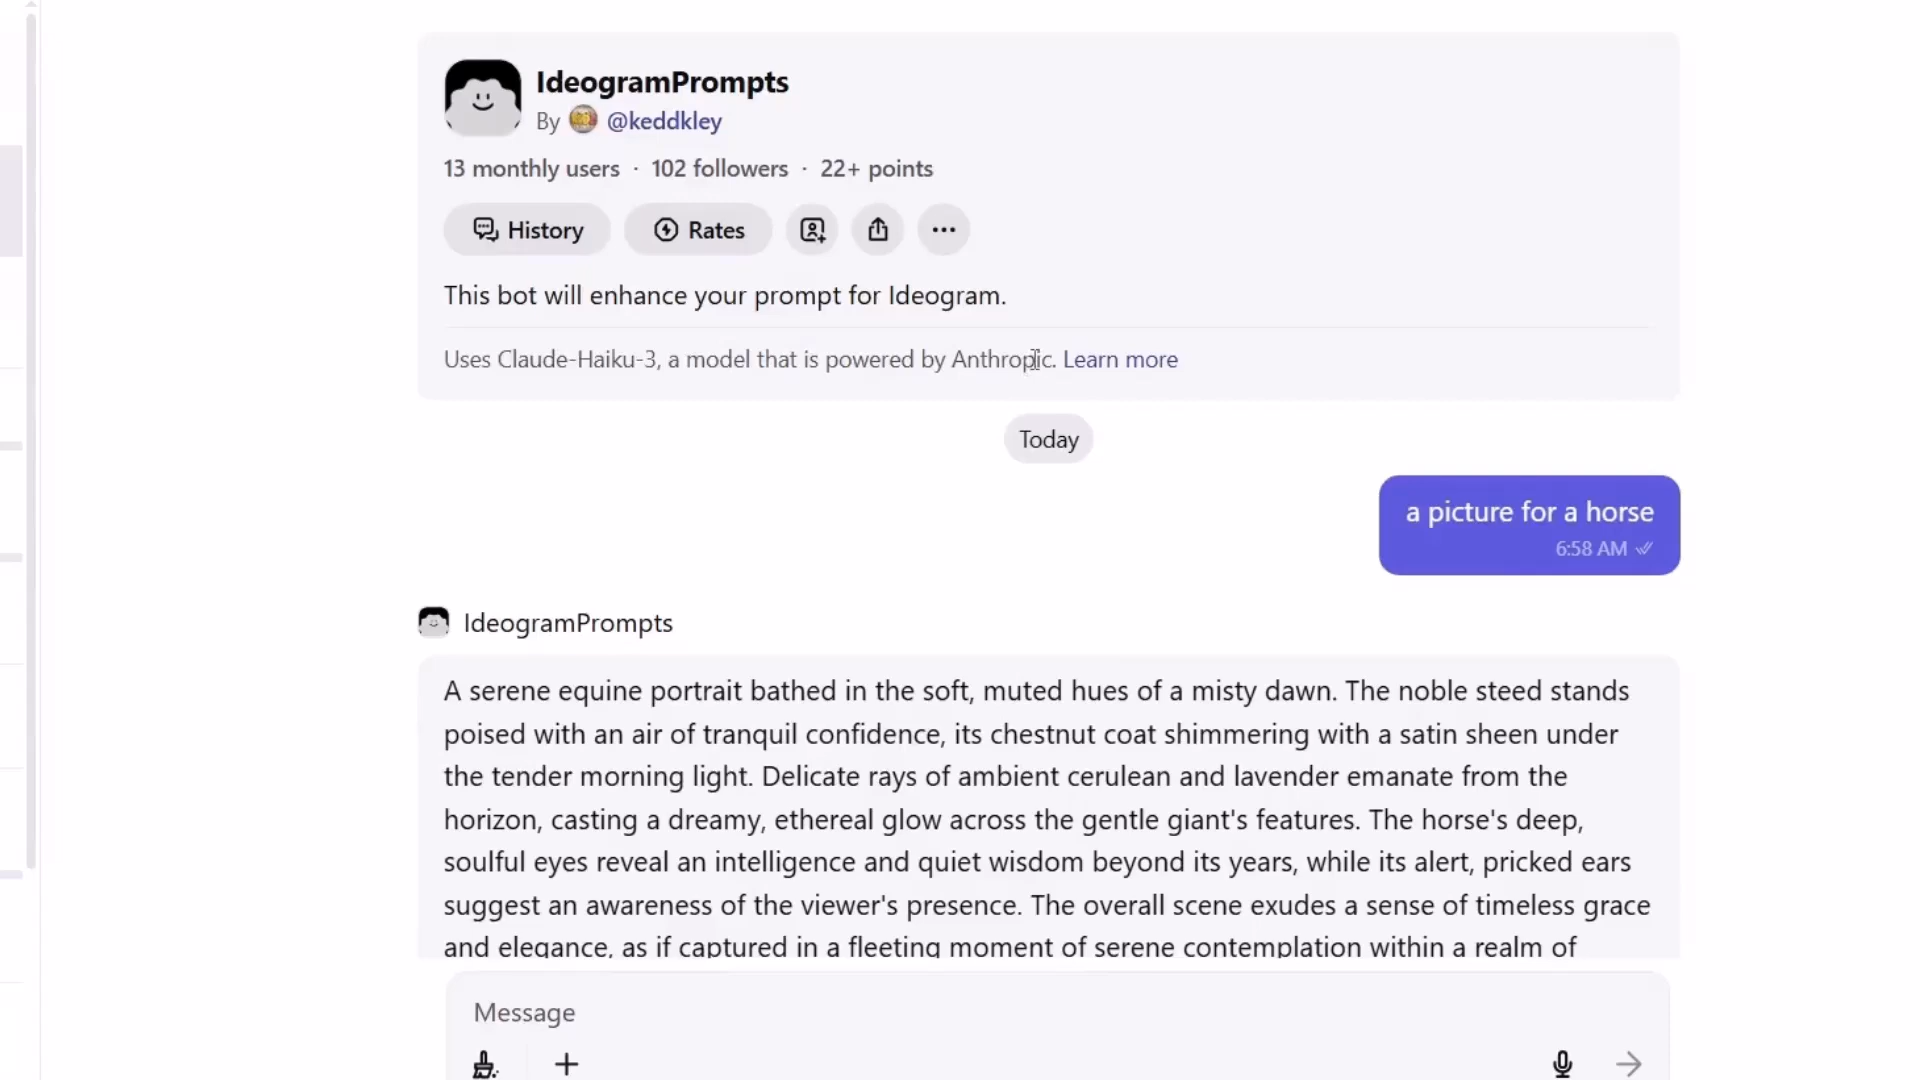 IdeogramPrompts
By @keddkley
13 monthly users · 102 followers · 22+ points
History Rates
This bot will enhance your prompt for Ideogram.
Uses Claude-Haiku-3, a model that is powered by Anthropic. Learn more
Today
a picture for a horse
6:58 AM
IdeogramPrompts
A serene equine portrait bathed in the soft, muted hues of a misty dawn. The noble steed stands
poised with an air of tranquil confidence, its chestnut coat shimmering with a satin sheen under
the tender morning light. Delicate rays of ambient cerulean and lavender emanate from the
horizon, casting a dreamy, ethereal glow across the gentle giant's features. The horse's deep,
soulful eyes reveal an intelligence and quiet wisdom beyond its years, while its alert, pricked ears
suggest an awareness of the viewer's presence. The overall scene exudes a sense of timeless grace
and elegance, as if captured in a fleeting moment of serene contemplation within a realm of
Message